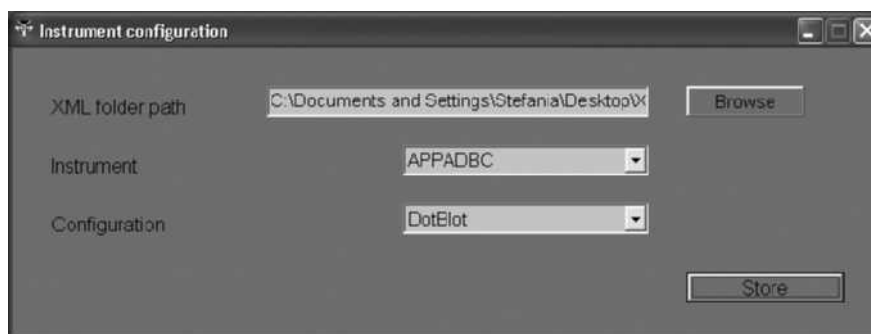 Instrument configuration
XML folder path C:\Documents and Settings\Stefania\Desktop\X Browse
Instrument APPADBC
Configuration DotBlot
Store